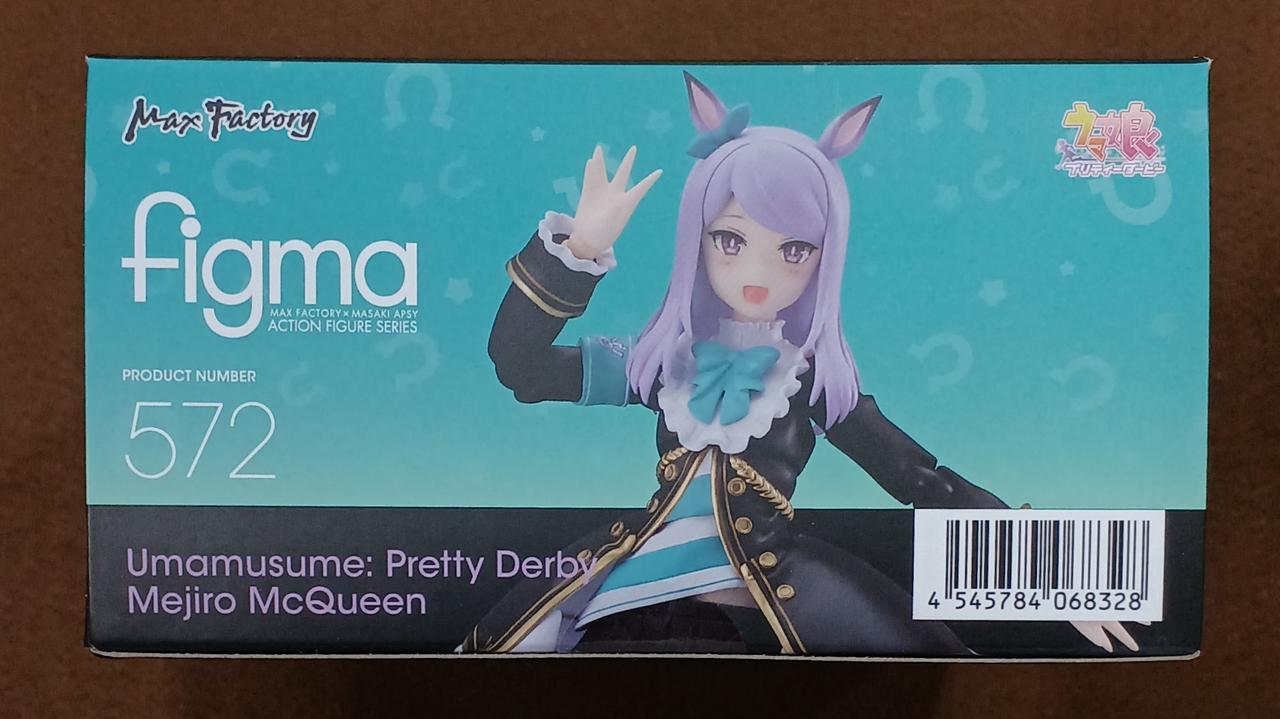 Max Factory
ウマ娘
プリティーダービー
figma
MAX FACTORY × MASAKI APSY
ACTION FIGURE SERIES
PRODUCT NUMBER
572
Umamusume: Pretty Derby
Mejiro McQueen
4 545784 068328